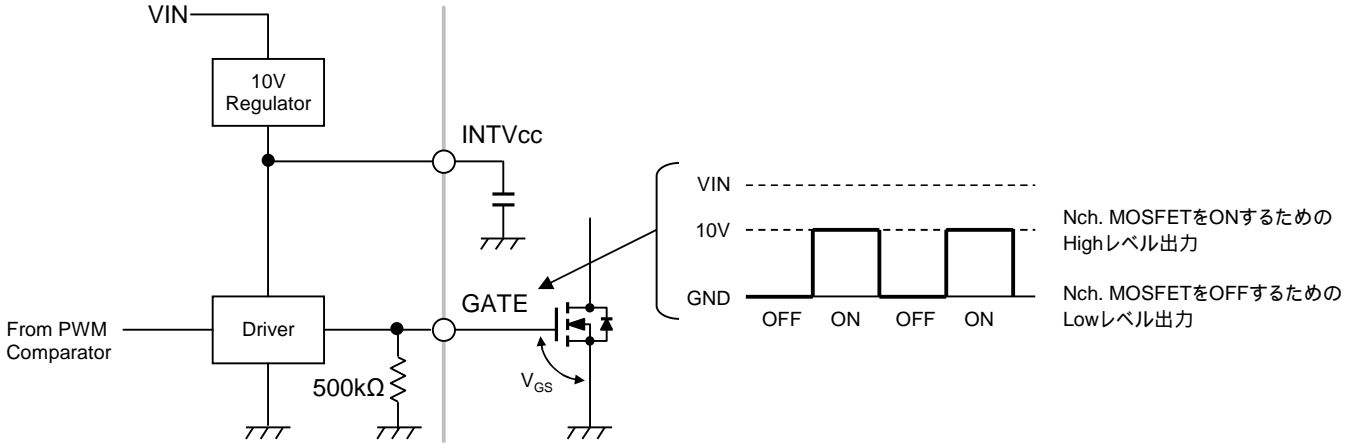 VIN
10V
Regulator
INTVcc
VIN
10V
Nch. MOSFETをONするための
Highレベル出力
GATE
GND
Nch. MOSFETをOFFするための
Lowレベル出力
OFF ON OFF ON
From PWM
Comparator
Driver
500kΩ
VGS